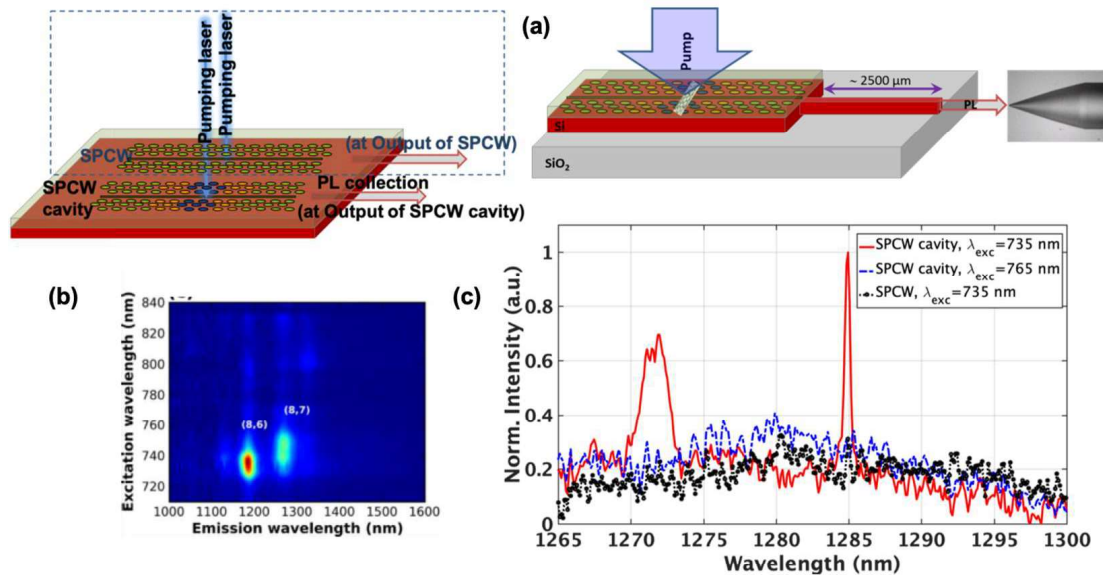 Pumping laser
Pumping laser
SPCW
(at Output of SPCW)
SPCW
cavity
PL collection
(at Output of SPCW cavity)
(a)
Pump
~ 2500 µm
Si
PL
SiO2
(b)
840
820
800
780
760
740
720
Excitation wavelength (nm)
(8,6)
(8,7)
1000 1100 1200 1300 1400 1500 1600
Emission wavelength (nm)
(c)
SPCW cavity, λexc=735 nm
SPCW cavity, λexc=765 nm
SPCW, λexc=735 nm
1
0.8
0.6
0.4
0.2
0
Norm. Intensity (a.u.)
1265 1270 1275 1280 1285 1290 1295 1300
Wavelength (nm)